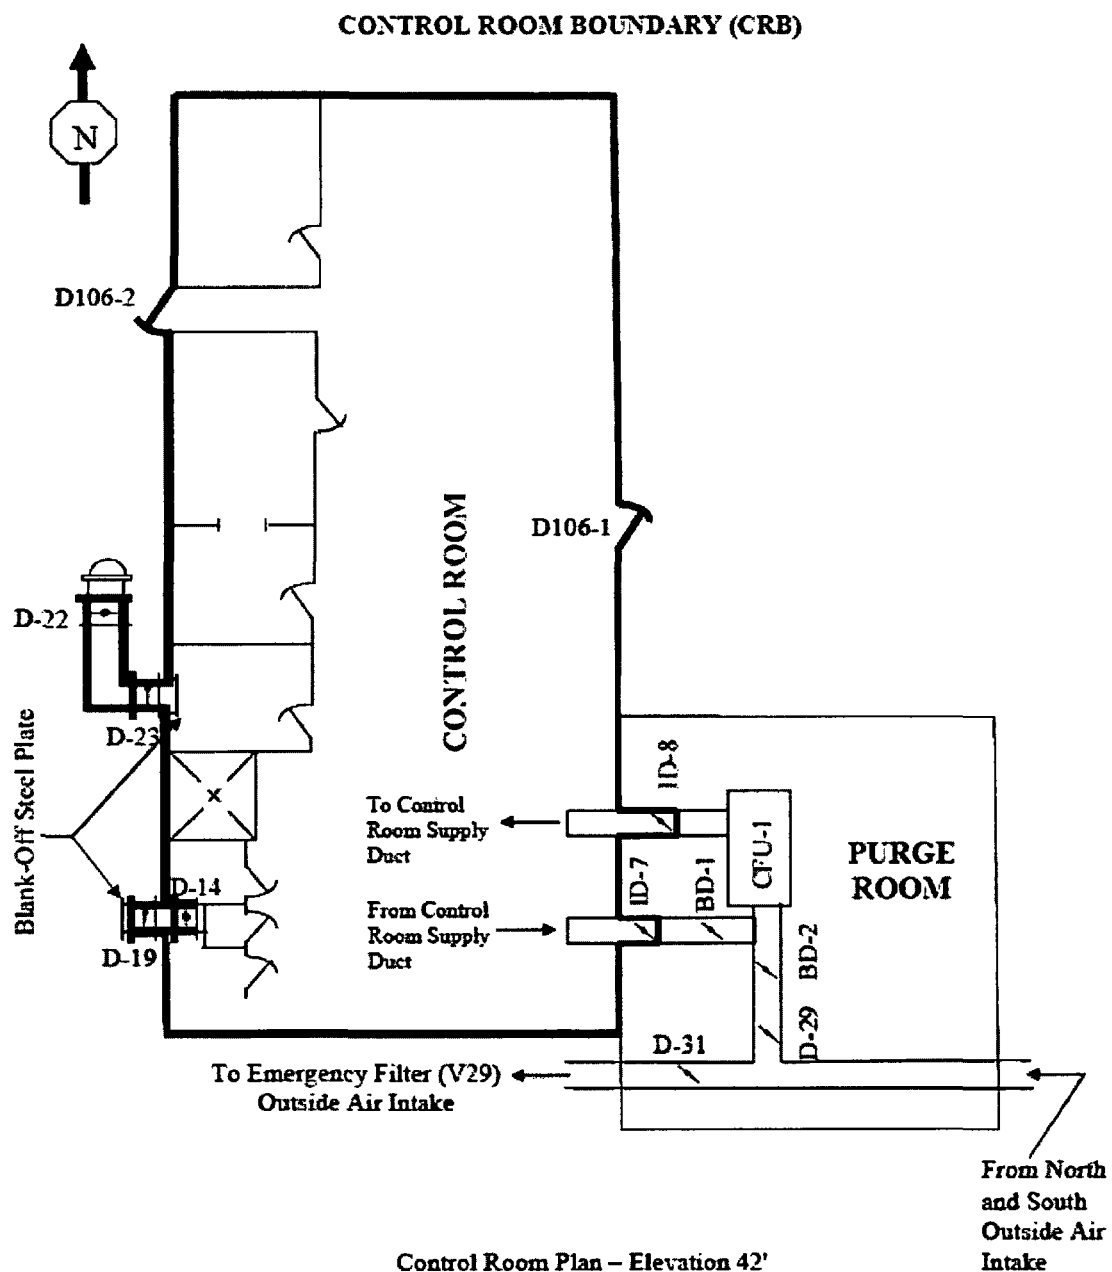 CONTROL ROOM BOUNDARY (CRB)
N
D106-2
D106-1
CONTROL ROOM
D-22
D-23
Blank-Off Steel Plate
D-14
D-19
To Control
Room Supply
Duct
From Control
Room Supply
Duct
ID-8
ID-7
BD-1
CFU-1
PURGE
ROOM
BD-2
D-29
D-31
To Emergency Filter (V29)
Outside Air Intake
From North
and South
Outside Air
Intake
Control Room Plan – Elevation 42'